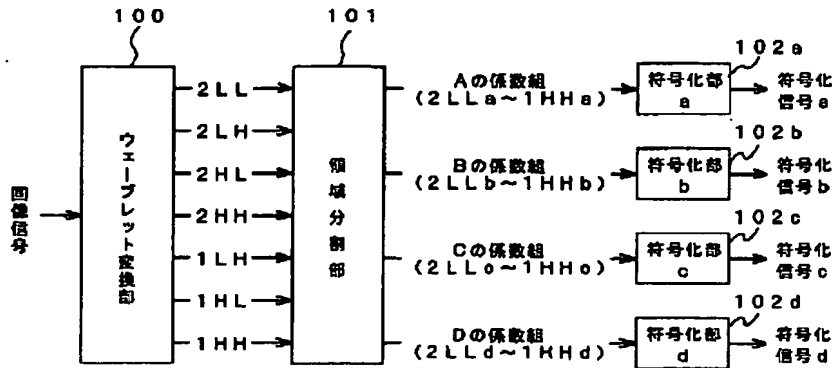 100
101
102a
画像信号
ウェーブレット変換部
2LL
2LH
2HL
2HH
1LH
1HL
1HH
領域分割部
Aの係数組
(2LLa~1HHa)
符号化部
a
符号化
信号a
102b
Bの係数組
(2LLb~1HHb)
符号化部
b
符号化
信号b
102c
Cの係数組
(2LLc~1HHc)
符号化部
c
符号化
信号c
102d
Dの係数組
(2LLd~1HHd)
符号化部
d
符号化
信号d